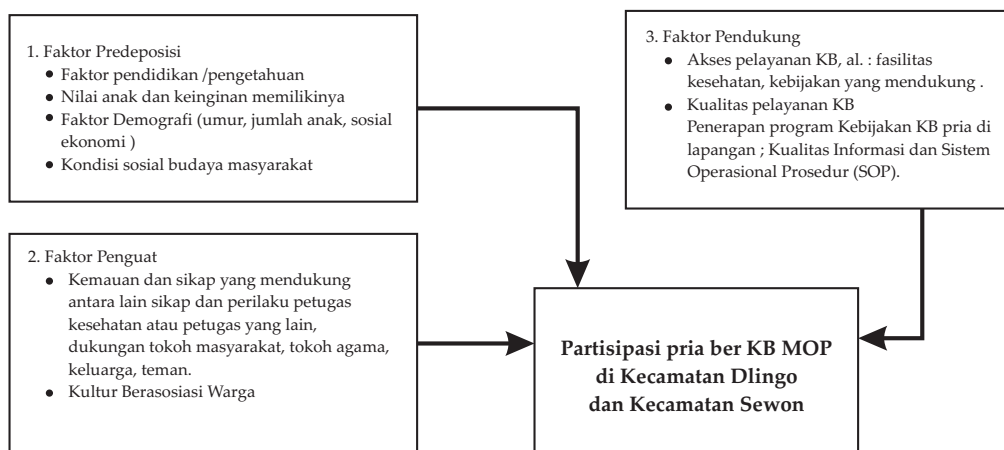 1. Faktor Predeposisi
● Faktor pendidikan /pengetahuan
● Nilai anak dan keinginan memilikinya
● Faktor Demografi (umur, jumlah anak, sosial
ekonomi )
● Kondisi sosial budaya masyarakat
2. Faktor Penguat
● Kemauan dan sikap yang mendukung
antara lain sikap dan perilaku petugas
kesehatan atau petugas yang lain,
dukungan tokoh masyarakat, tokoh agama,
keluarga, teman.
● Kultur Berasosiasi Warga
3. Faktor Pendukung
● Akses pelayanan KB, al. : fasilitas
kesehatan, kebijakan yang mendukung .
● Kualitas pelayanan KB
Penerapan program Kebijakan KB pria di
lapangan ; Kualitas Informasi dan Sistem
Operasional Prosedur (SOP).
Partisipasi pria ber KB MOP
di Kecamatan Dlingo
dan Kecamatan Sewon